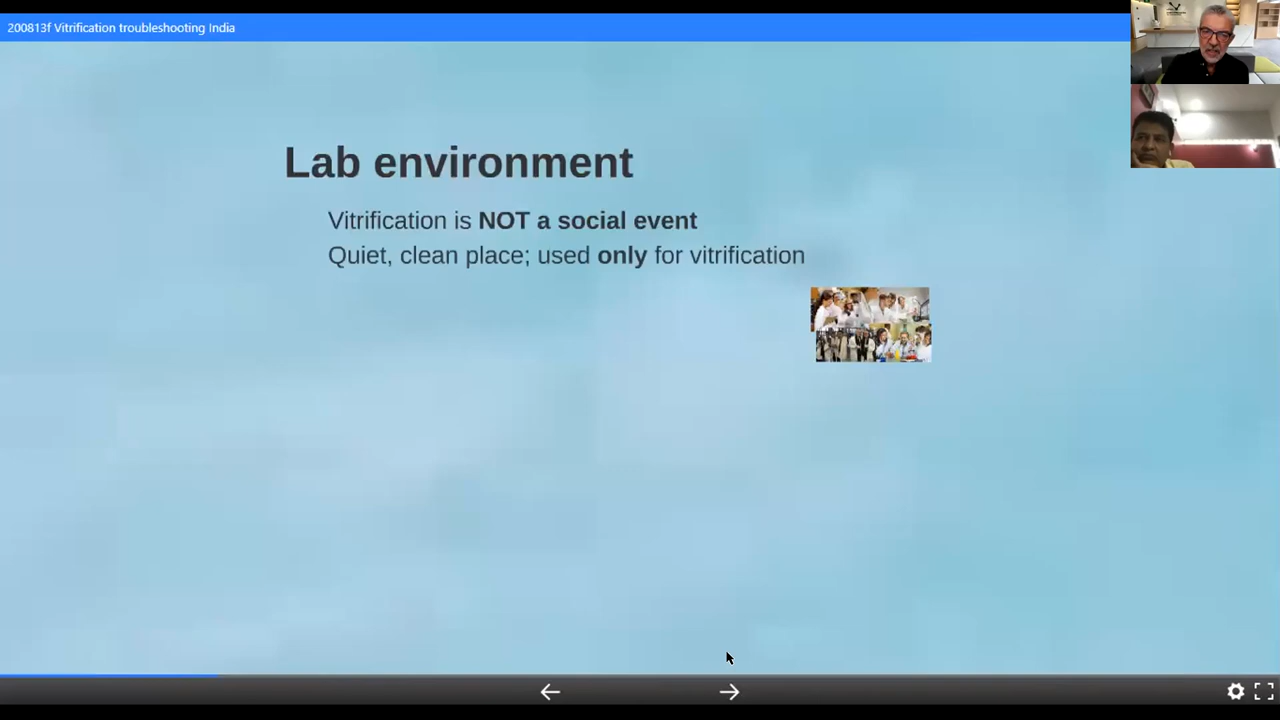 200813f Vitrification troubleshooting India
Lab environment
Vitrification is NOT a social event
Quiet, clean place; used only for vitrification